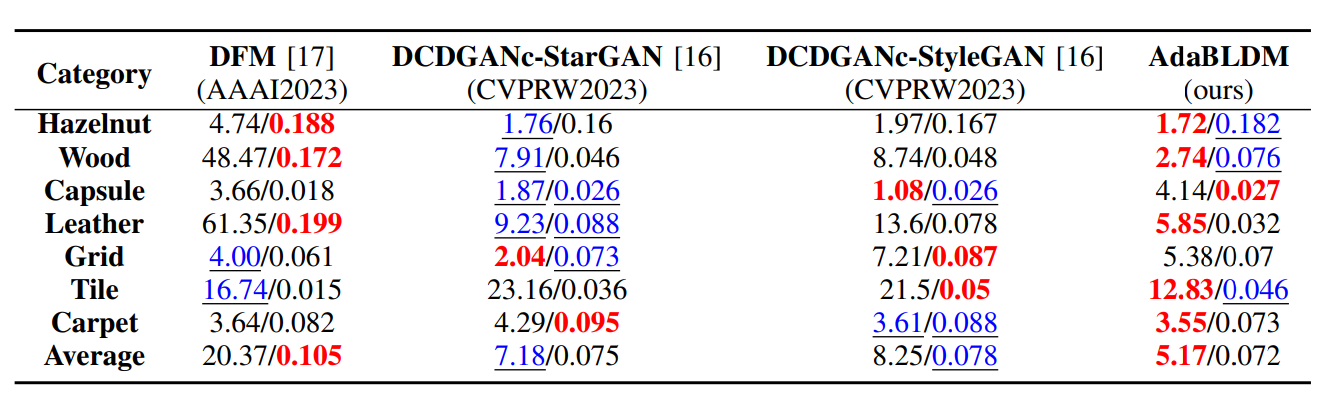 Category DFM [17] DCDGANc-StarGAN [16] DCDGANc-StyleGAN [16] AdaBLDM
(AAAI2023) (CVPRW2023) (CVPRW2023) (ours)
Hazelnut 4.74/0.188 1.76/0.16 1.97/0.167 1.72/0.182
Wood 48.47/0.172 7.91/0.046 8.74/0.048 2.74/0.076
Capsule 3.66/0.018 1.87/0.026 1.08/0.026 4.14/0.027
Leather 61.35/0.199 9.23/0.088 13.6/0.078 5.85/0.032
Grid 4.00/0.061 2.04/0.073 7.21/0.087 5.38/0.07
Tile 16.74/0.015 23.16/0.036 21.5/0.05 12.83/0.046
Carpet 3.64/0.082 4.29/0.095 3.61/0.088 3.55/0.073
Average 20.37/0.105 7.18/0.075 8.25/0.078 5.17/0.072